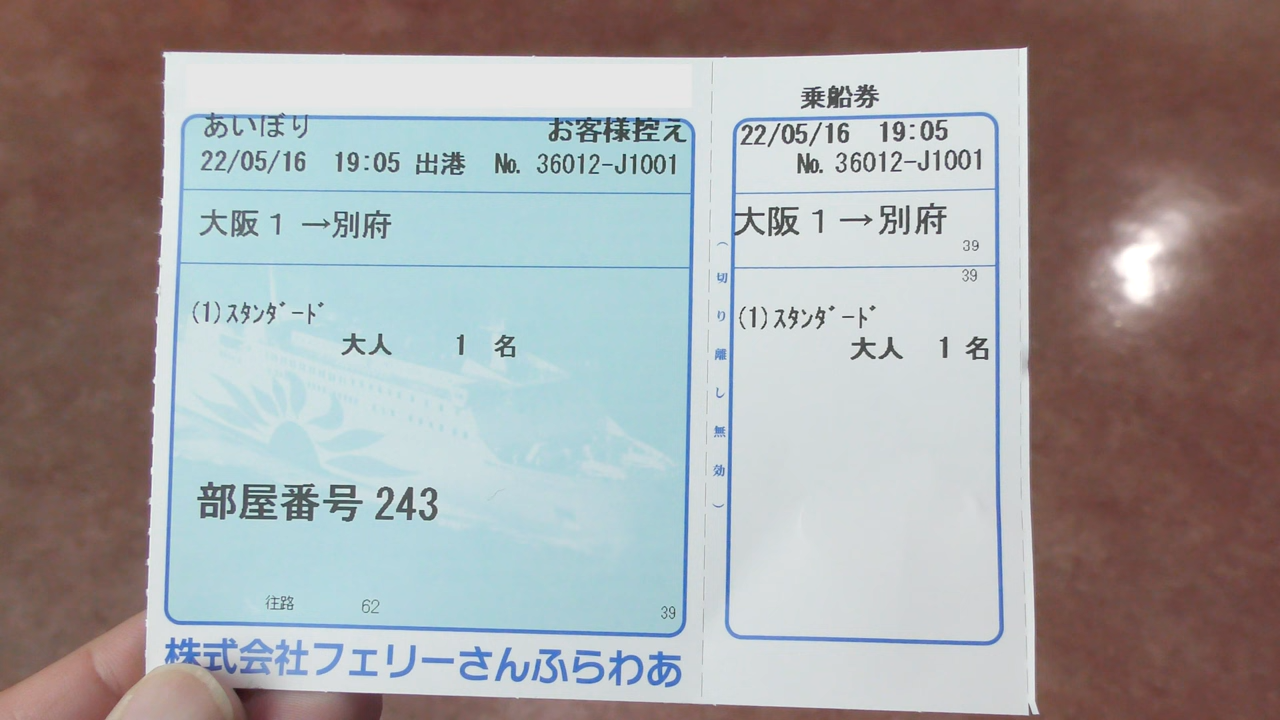 あいぼり
お客様控え
22/05/16 19:05 出港 No. 36012-J1001
大阪1 →別府
(1)ｽﾀﾝﾀﾞｰﾄﾞ
大人 1 名
部屋番号 243
往路 62 39
株式会社フェリーさんふらわあ
(切り離し無効)
乗船券
22/05/16 19:05
No. 36012-J1001
大阪1→別府
39
39
(1)ｽﾀﾝﾀﾞｰﾄﾞ
大人 1 名